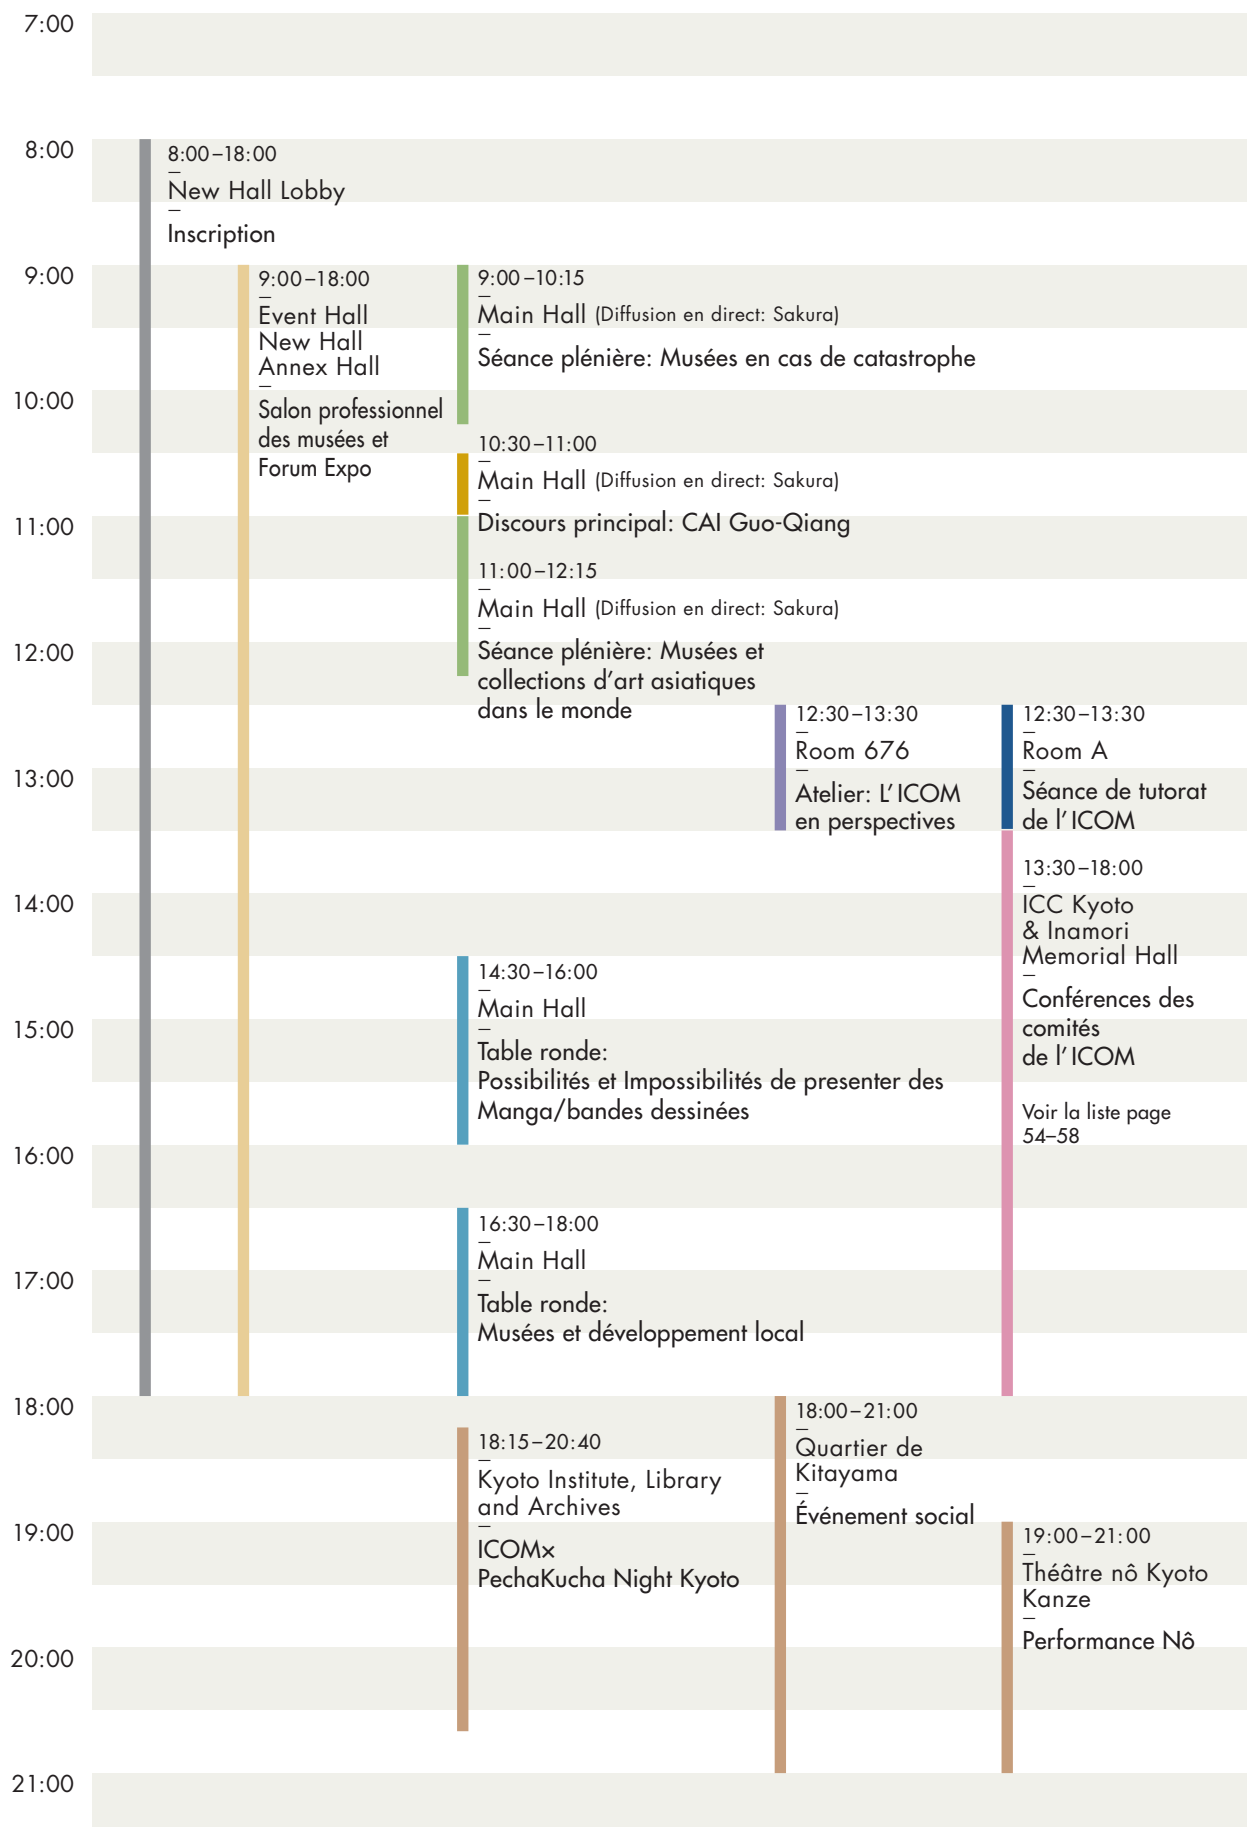 7:00
8:00
8:00–18:00
New Hall Lobby
Inscription
9:00
9:00–18:00
Event Hall
New Hall
Annex Hall
Salon professionnel
des musées et
Forum Expo
9:00–10:15
Main Hall (Diffusion en direct: Sakura)
Séance plénière: Musées en cas de catastrophe
10:00
10:30–11:00
Main Hall (Diffusion en direct: Sakura)
Discours principal: CAI Guo-Qiang
11:00
11:00–12:15
Main Hall (Diffusion en direct: Sakura)
Séance plénière: Musées et
collections d’art asiatiques
dans le monde
12:00
12:30–13:30
Room 676
Atelier: L’ICOM
en perspectives
12:30–13:30
Room A
Séance de tutorat
de l’ICOM
13:00
13:30–18:00
ICC Kyoto
& Inamori
Memorial Hall
Conférences des
comités
de l’ICOM
Voir la liste page
54–58
14:00
14:30–16:00
Main Hall
Table ronde:
Possibilités et Impossibilités de presenter des
Manga/bandes dessinées
15:00
16:00
16:30–18:00
Main Hall
Table ronde:
Musées et développement local
17:00
18:00
18:15–20:40
Kyoto Institute, Library
and Archives
ICOM×
PechaKucha Night Kyoto
18:00–21:00
Quartier de
Kitayama
Événement social
19:00
19:00–21:00
Théâtre nô Kyoto
Kanze
Performance Nô
20:00
21:00